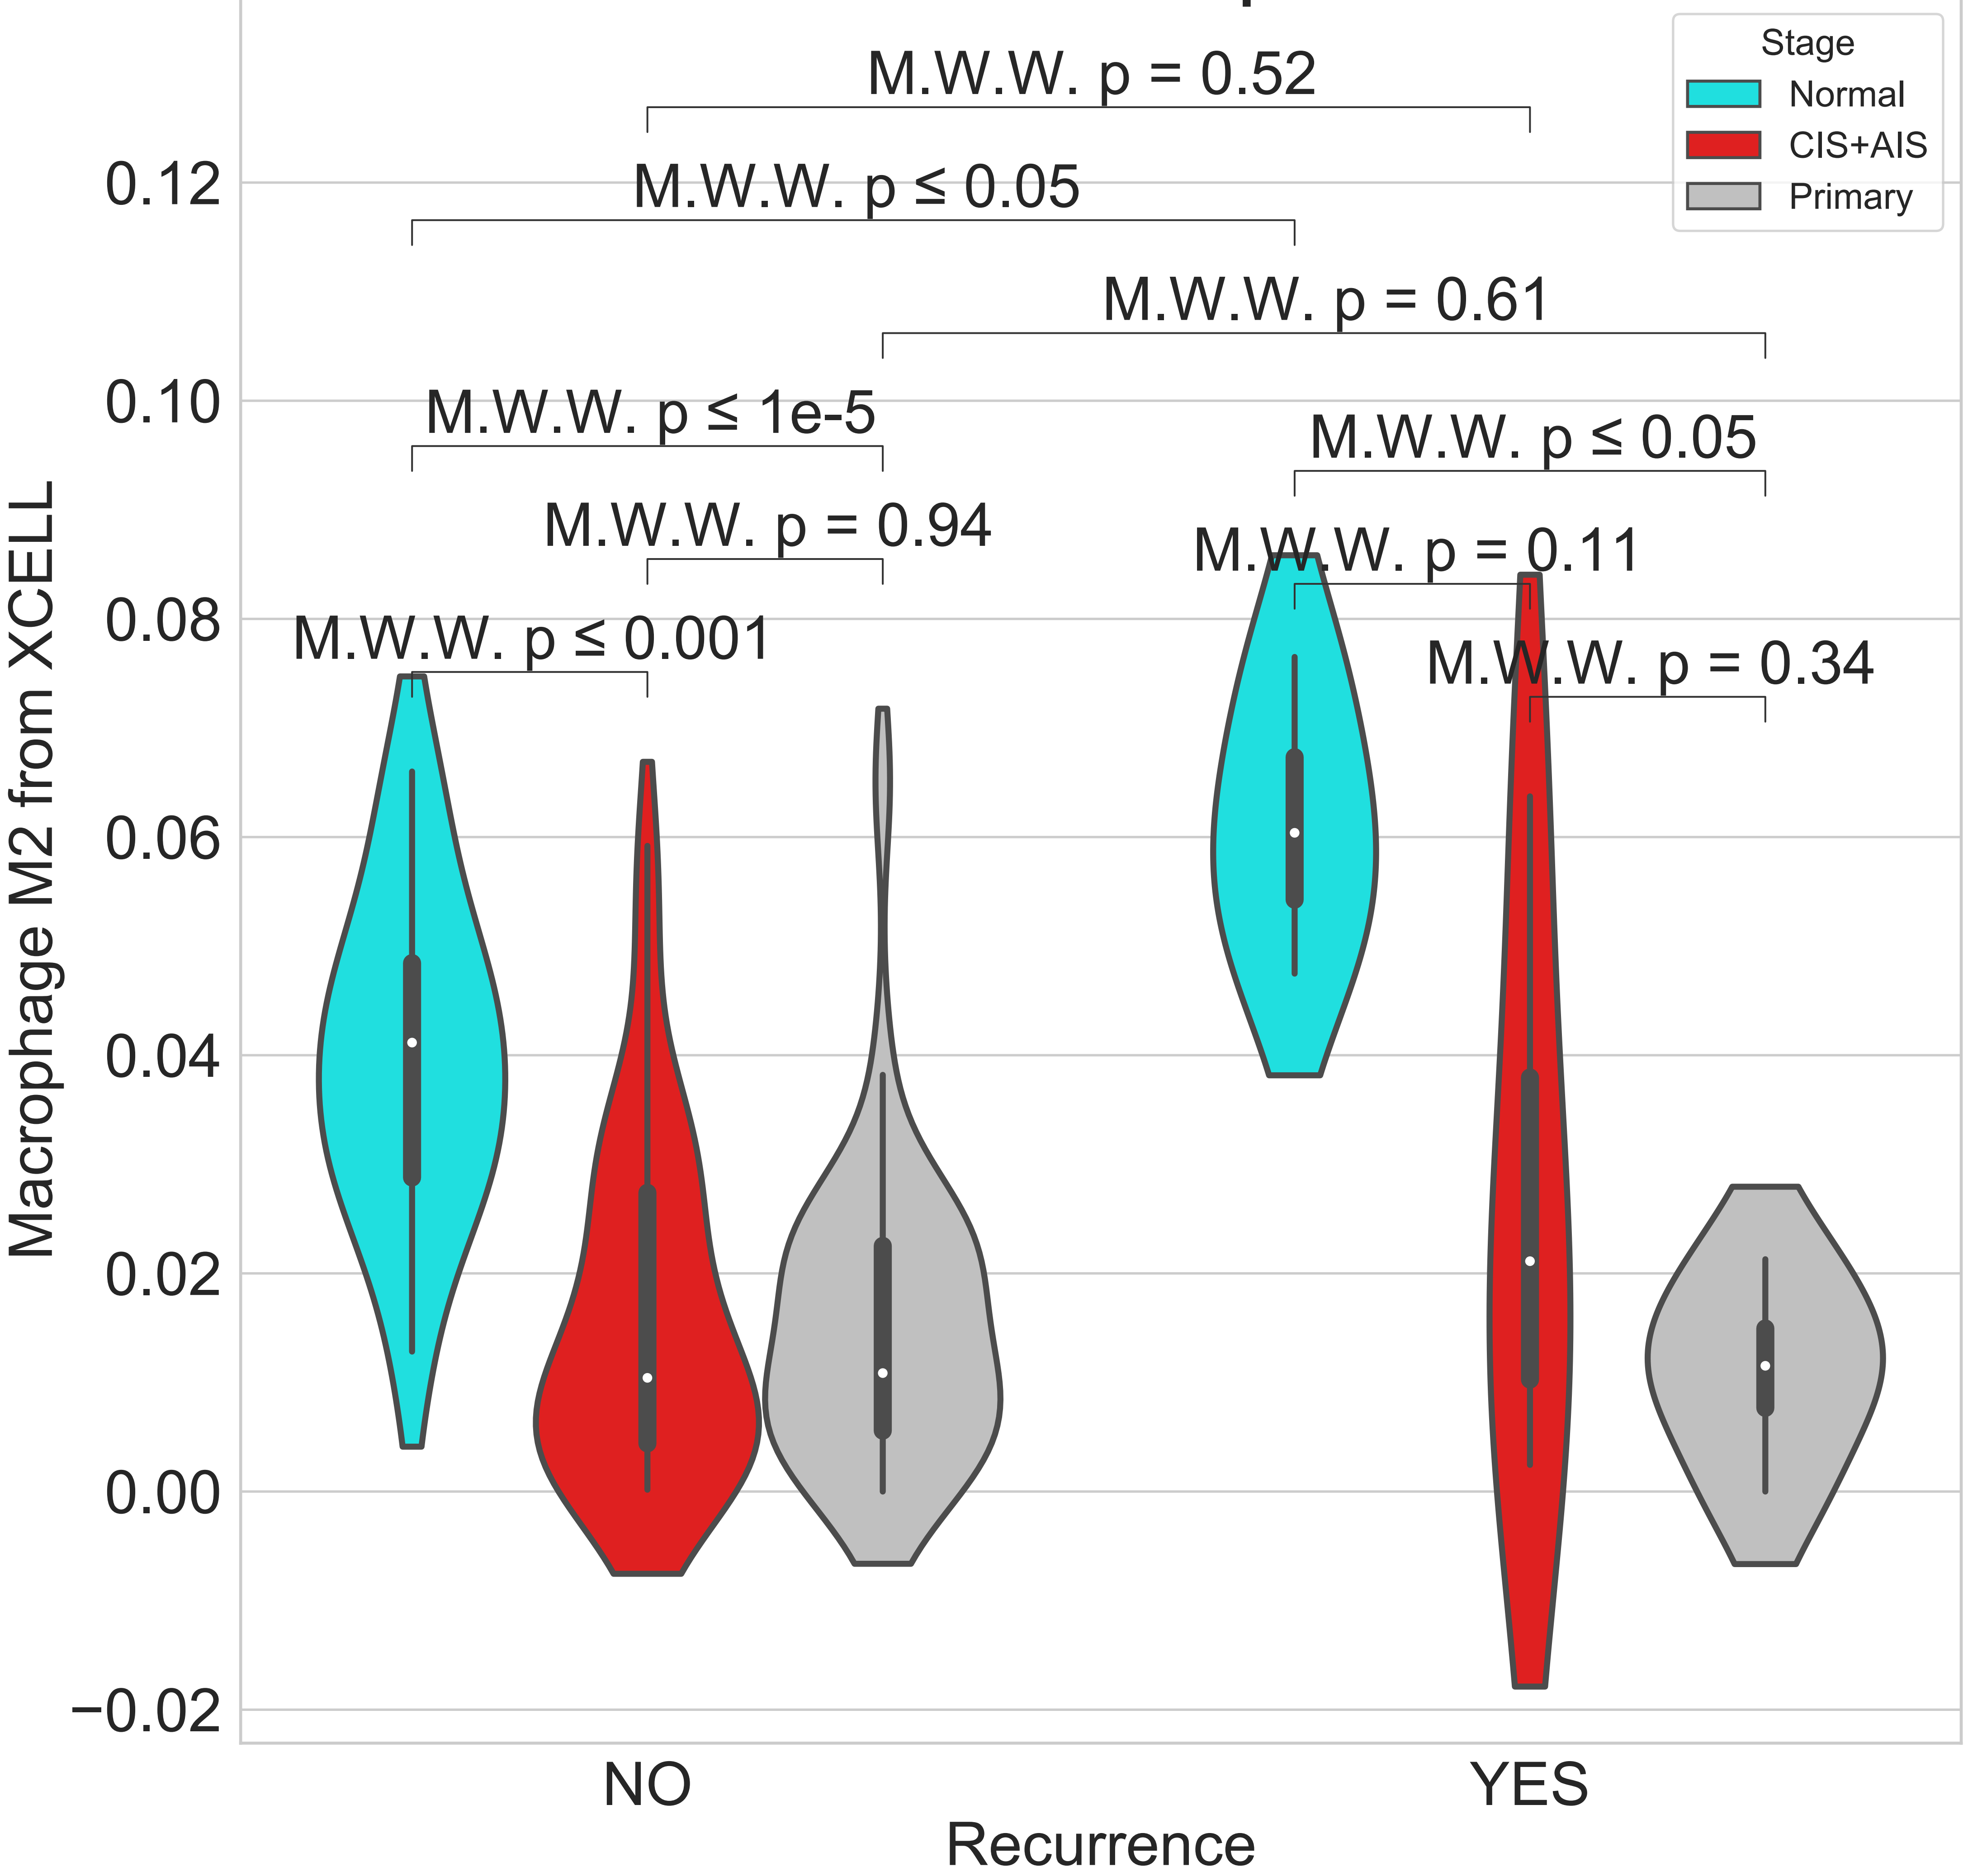 M.W.W. p = 0.52
M.W.W. p ≤ 0.05
M.W.W. p = 0.61
M.W.W. p ≤ 1e-5
M.W.W. p ≤ 0.05
M.W.W. p = 0.94
M.W.W. p = 0.11
M.W.W. p ≤ 0.001
M.W.W. p = 0.34
Stage
Normal
CIS+AIS
Primary
Macrophage M2 from XCELL
0.12
0.10
0.08
0.06
0.04
0.02
0.00
−0.02
NO
YES
Recurrence